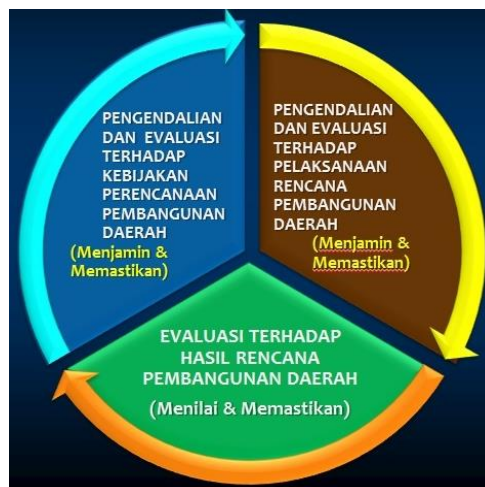 PENGENDALIAN
DAN EVALUASI
TERHADAP
KEBIJAKAN
PERENCANAAN
PEMBANGUNAN
DAERAH
(Menjamin &
Memastikan)
PENGENDALIAN
DAN EVALUASI
TERHADAP
PELAKSANAAN
RENCANA
PEMBANGUNAN
DAERAH
(Menjamin &
Memastikan)
EVALUASI TERHADAP
HASIL RENCANA
PEMBANGUNAN DAERAH
(Menilai & Memastikan)